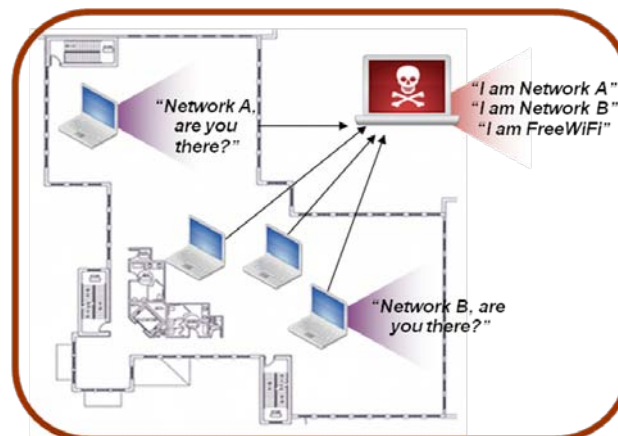 “Network A,
are you
there?”
“I am Network A”
“I am Network B”
“I am FreeWiFi”
“Network B, are
you there?”